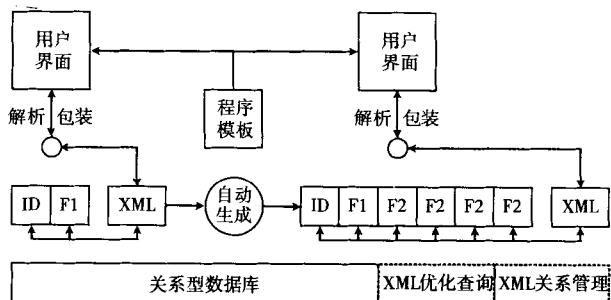 用户
界面
用户
界面
程序
模板
解析
包装
解析
包装
ID
F1
XML
自动
生成
ID
F1
F2
F2
F2
F2
XML
关系型数据库
XML优化查询
XML关系管理